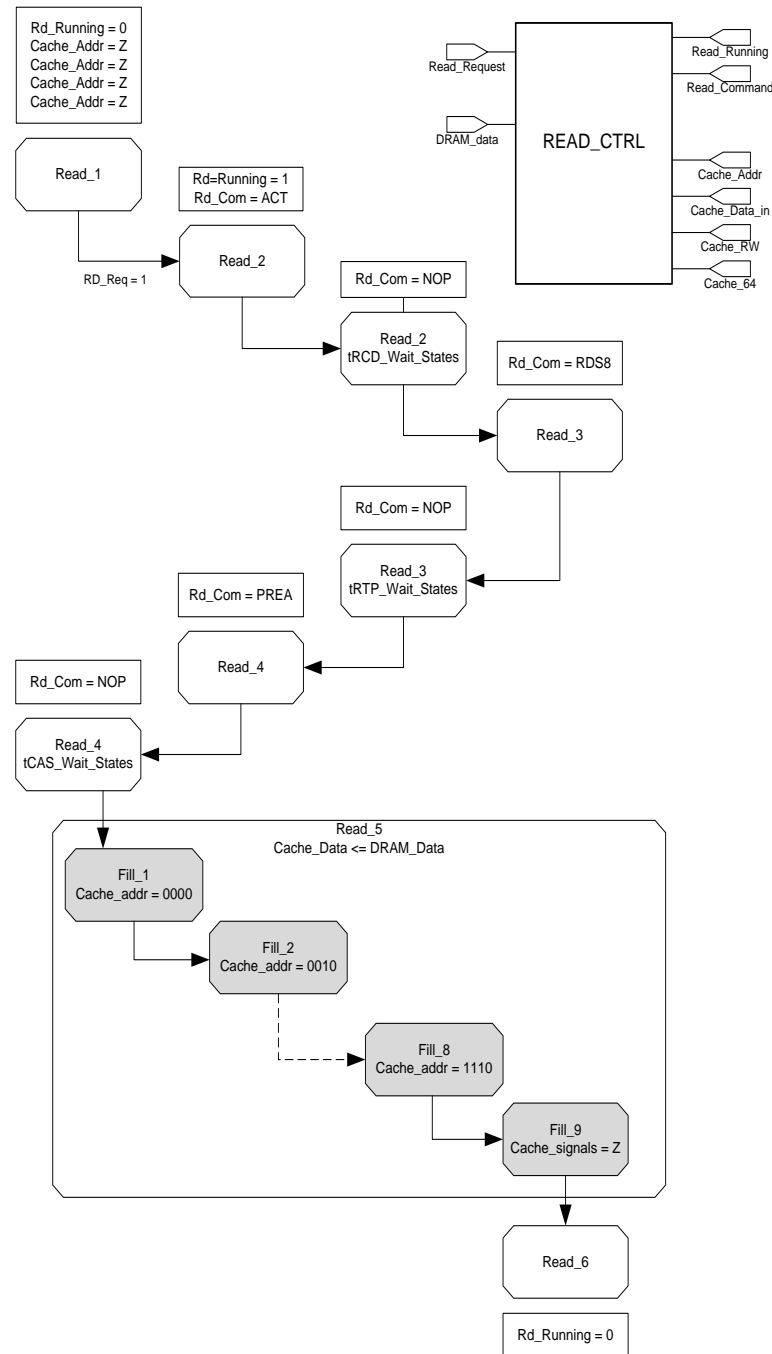 Rd_Running = 0
Cache_Addr = Z
Cache_Addr = Z
Cache_Addr = Z
Cache_Addr = Z
Read_1
RD_Req = 1
Rd=Running = 1
Rd_Com = ACT
Read_2
Rd_Com = NOP
Read_2
tRCD_Wait_States
Rd_Com = RDS8
Read_3
Rd_Com = NOP
Read_3
tRTP_Wait_States
Rd_Com = PREA
Read_4
Rd_Com = NOP
Read_4
tCAS_Wait_States
Read_5
Cache_Data <= DRAM_Data
Fill_1
Cache_addr = 0000
Fill_2
Cache_addr = 0010
Fill_8
Cache_addr = 1110
Fill_9
Cache_signals = Z
Read_6
Rd_Running = 0
Read_Request
DRAM_data
READ_CTRL
Read_Running
Read_Command
Cache_Addr
Cache_Data_in
Cache_RW
Cache_64